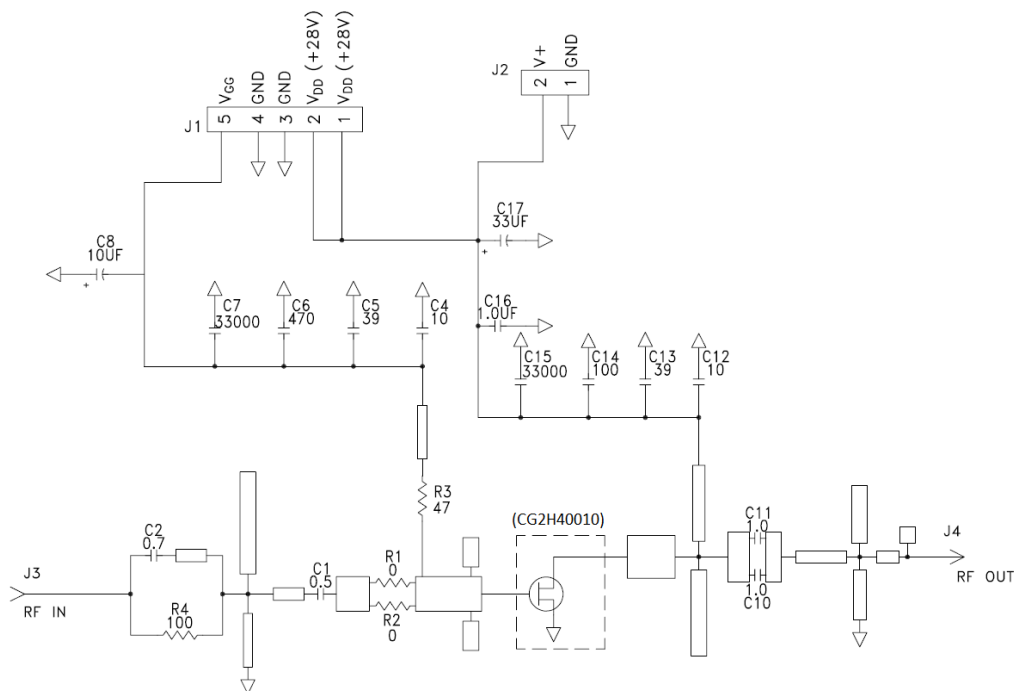 VGG
GND
GND
VDD (+28V)
VDD (+28V)
J1
5
4
3
2
1
V+
GND
J2
2
1
C8
10UF
+
C17
33UF
+
C16
1.0UF
C7
33000
C6
470
C5
39
C4
10
C15
33000
C14
100
C13
39
C12
10
R3
47
(CG2H40010)
J3
RF IN
C2
0.7
R4
100
C1
0.5
R1
0
R2
0
C11
1.0
1.0
C10
J4
RF OUT